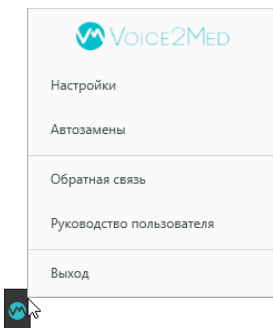 VOICE2MED
Настройки
Автозамены
Обратная связь
Руководство пользователя
Выход